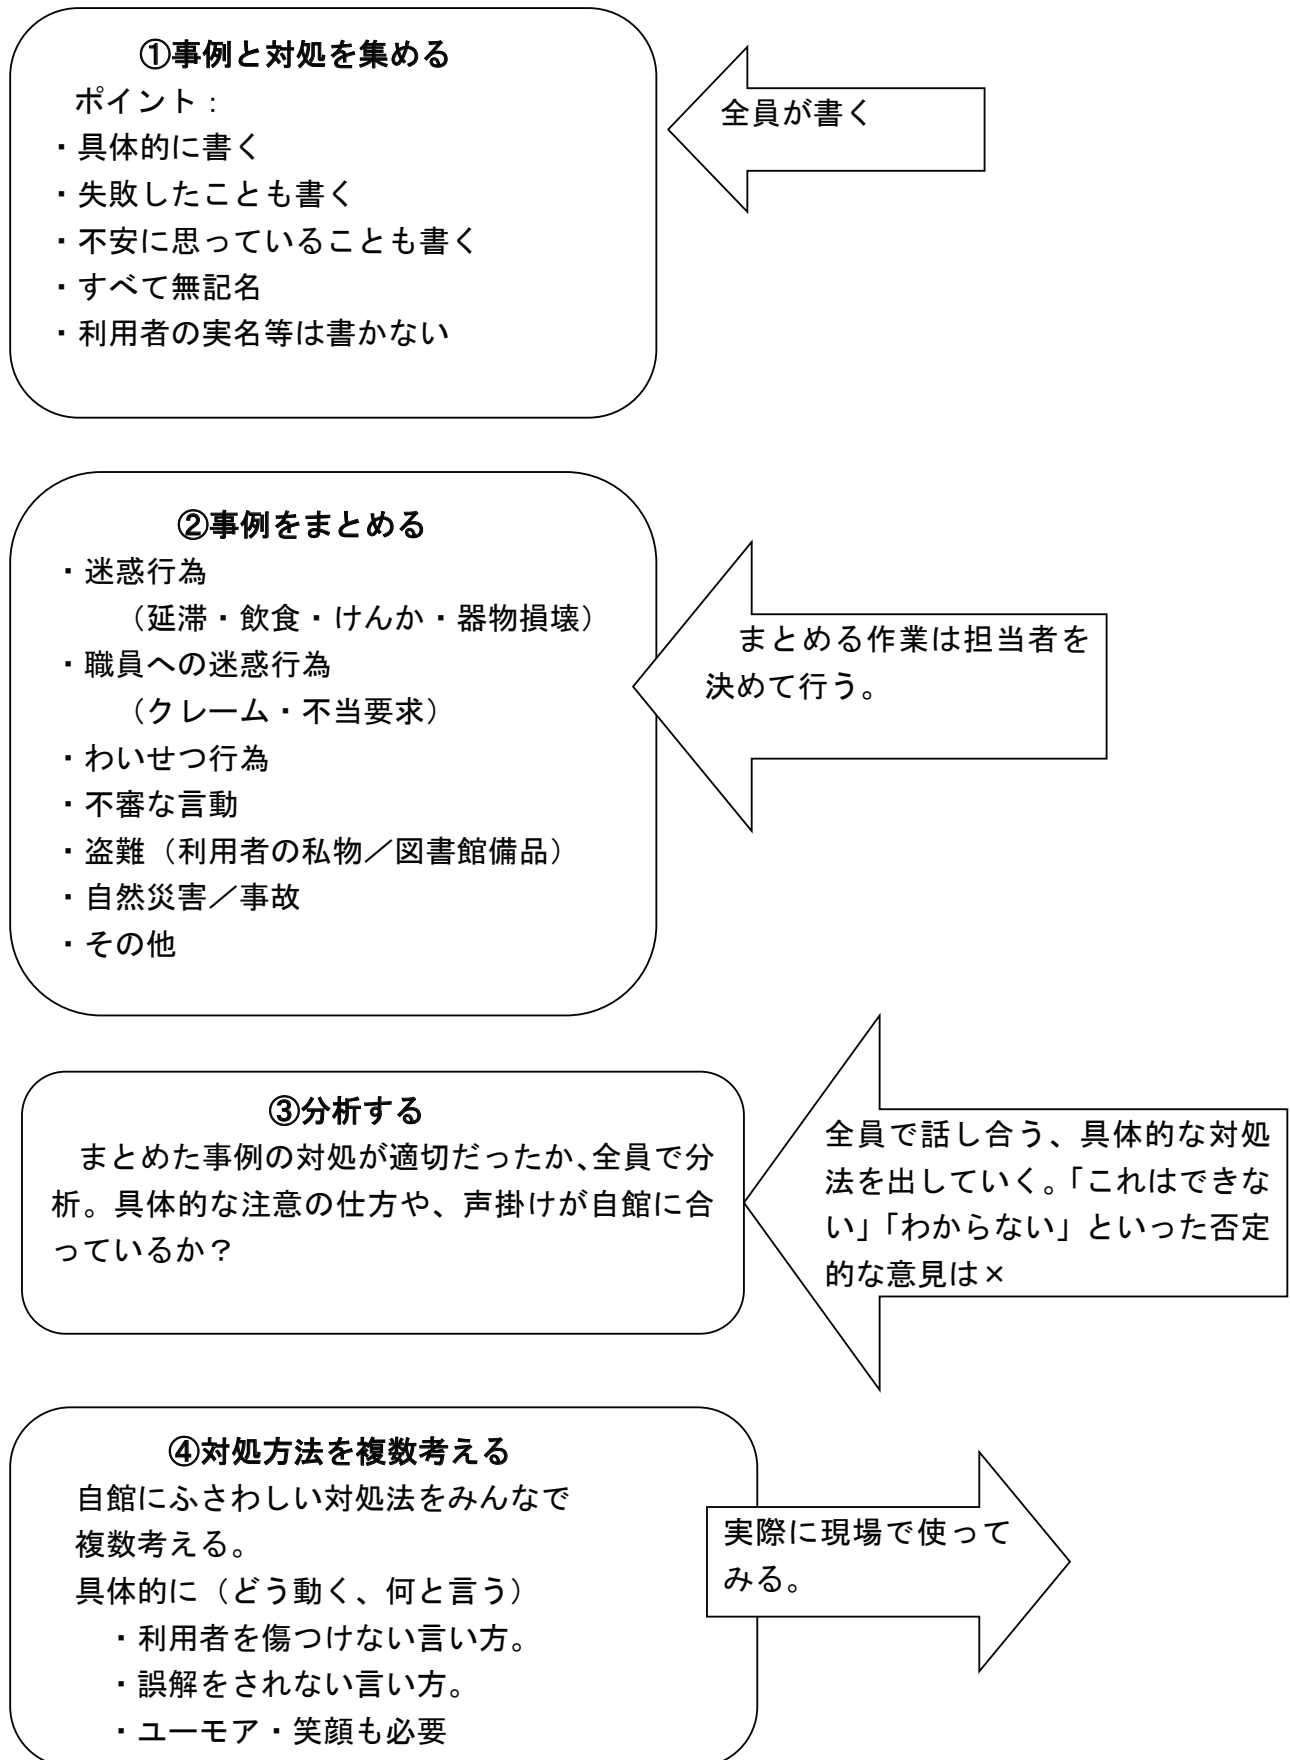 ①事例と対処を集める
ポイント：
・具体的に書く
・失敗したことも書く
・不安に思っていることも書く
・すべて無記名
・利用者の実名等は書かない
全員が書く
②事例をまとめる
・迷惑行為
（延滞・飲食・けんか・器物損壊）
・職員への迷惑行為
（クレーム・不当要求）
・わいせつ行為
・不審な言動
・盗難（利用者の私物／図書館備品）
・自然災害／事故
・その他
まとめる作業は担当者を
決めて行う。
③分析する
まとめた事例の対処が適切だったか、全員で分
析。具体的な注意の仕方や、声掛けが自館に合
っているか？
全員で話し合う、具体的な対処
法を出していく。「これはできな
い」「わからない」といった否定
的な意見は×
④対処方法を複数考える
自館にふさわしい対処法をみんなで
複数考える。
具体的に（どう動く、何と言う）
・利用者を傷つけない言い方。
・誤解をされない言い方。
・ユーモア・笑顔も必要
実際に現場で使って
みる。